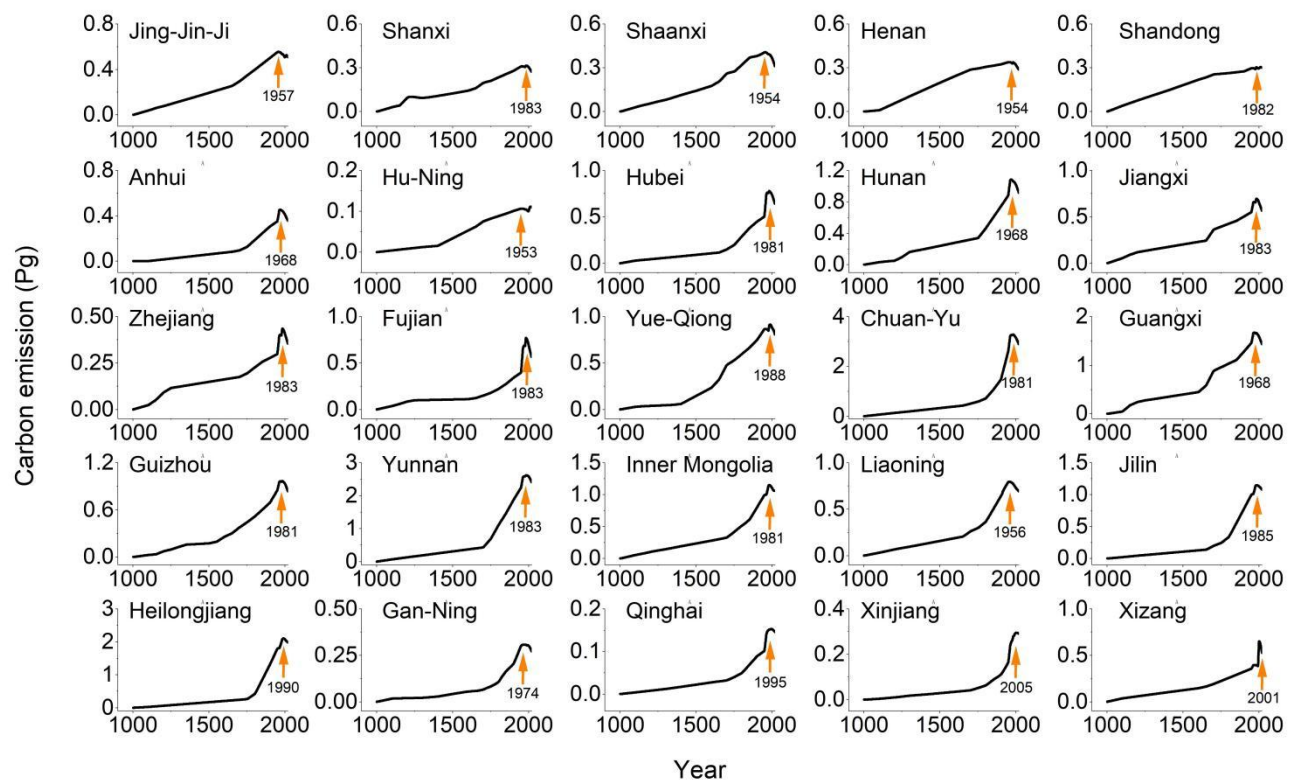 Carbon emission (Pg)
Jing-Jin-Ji
0.8
0.4
0.0
1957
1000 1500 2000
Shanxi
0.6
0.3
0.0
1983
1000 1500 2000
Shaanxi
0.6
0.3
0.0
1954
1000 1500 2000
Henan
0.6
0.3
0.0
1954
1000 1500 2000
Shandong
0.6
0.3
0.0
1982
1000 1500 2000
Anhui
0.8
0.4
0.0
1968
1000 1500 2000
Hu-Ning
0.2
0.1
0.0
1953
1000 1500 2000
Hubei
1.0
0.5
0.0
1981
1000 1500 2000
Hunan
1.2
0.8
0.4
0.0
1968
1000 1500 2000
Jiangxi
1.0
0.5
0.0
1983
1000 1500 2000
Zhejiang
0.50
0.25
0.00
1983
1000 1500 2000
Fujian
1.0
0.5
0.0
1983
1000 1500 2000
Yue-Qiong
1.0
0.5
0.0
1988
1000 1500 2000
Chuan-Yu
4
2
0
1981
1000 1500 2000
Guangxi
2
1
0
1968
1000 1500 2000
Guizhou
1.2
0.6
0.0
1981
1000 1500 2000
Yunnan
3
2
1
0
1983
1000 1500 2000
Inner Mongolia
1.5
1.0
0.5
0.0
1981
1000 1500 2000
Liaoning
1.0
0.5
0.0
1956
1000 1500 2000
Jilin
1.5
1.0
0.5
0.0
1985
1000 1500 2000
Heilongjiang
3
2
1
0
1990
1000 1500 2000
Gan-Ning
0.50
0.25
0.00
1974
1000 1500 2000
Qinghai
0.2
0.1
0.0
1995
1000 1500 2000
Xinjiang
0.4
0.2
0.0
2005
1000 1500 2000
Xizang
1.0
0.5
0.0
2001
1000 1500 2000
Year